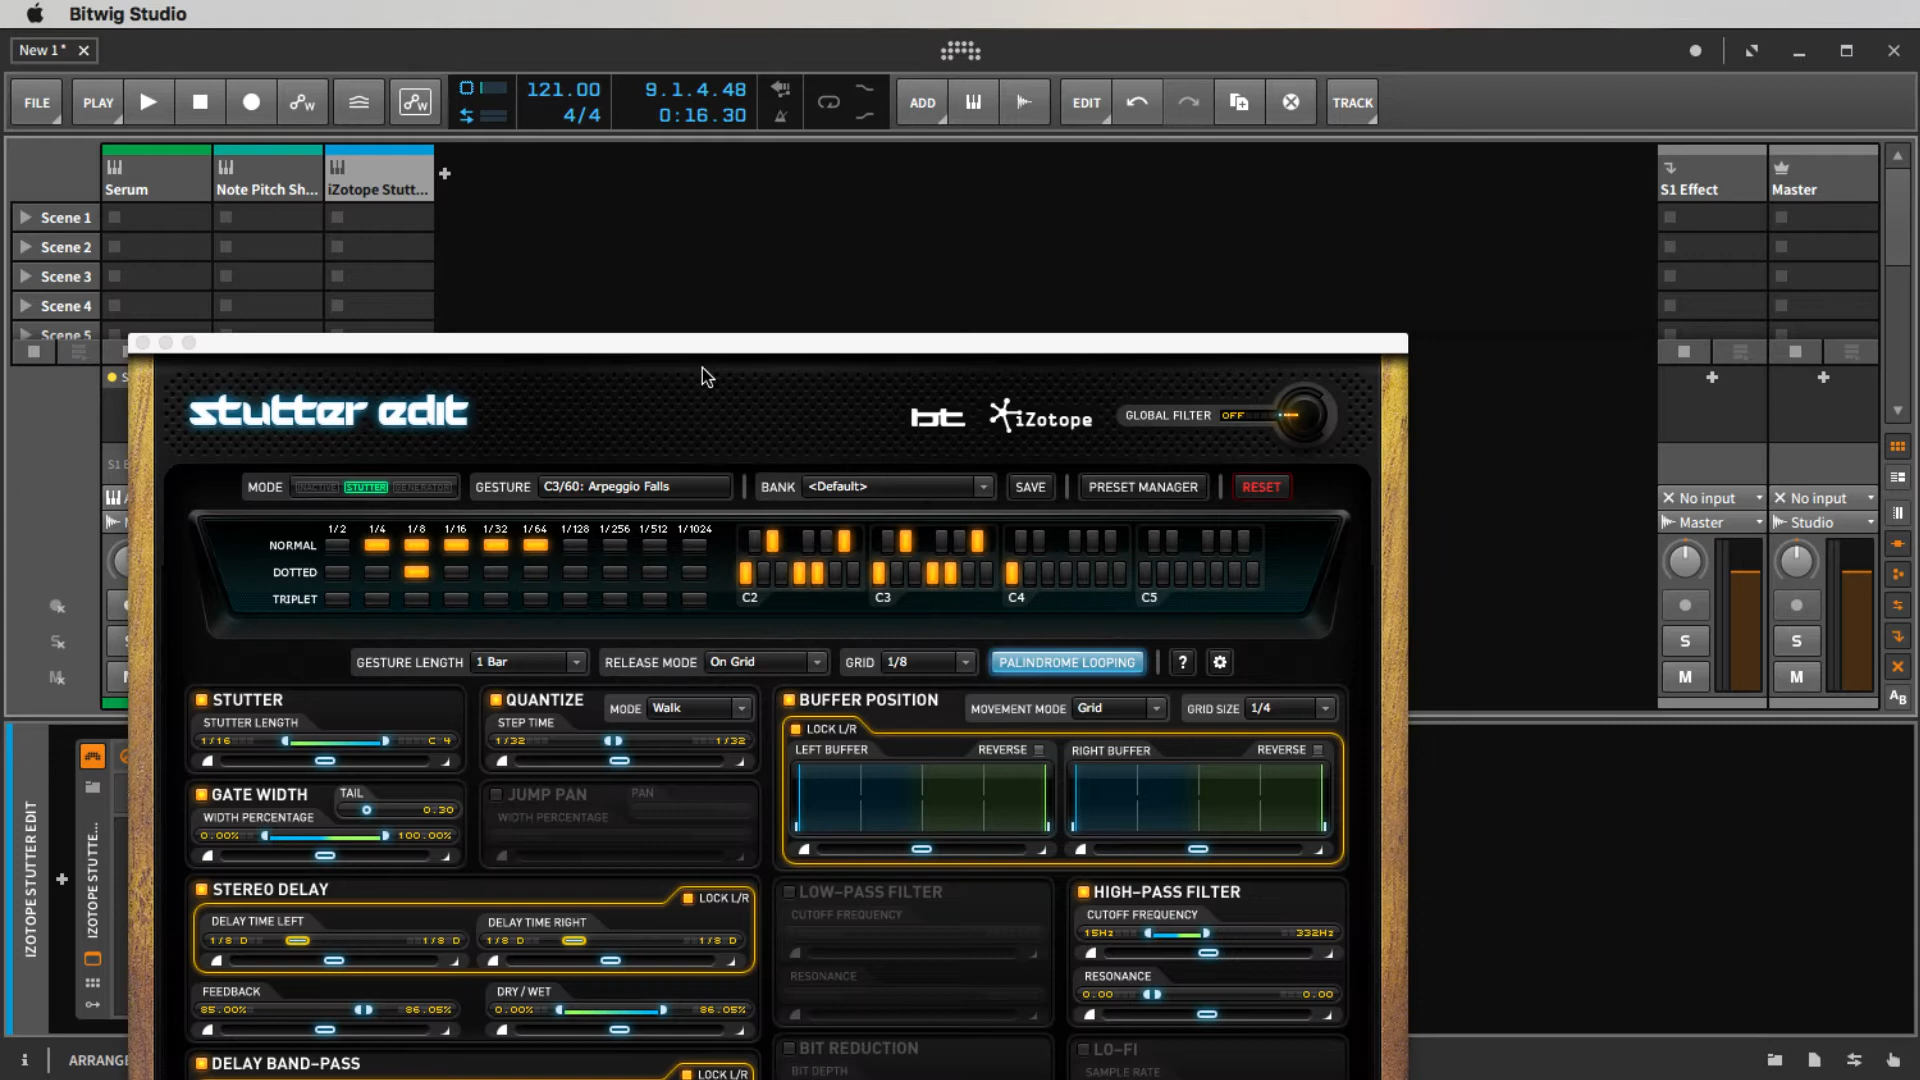 Bitwig Studio
New 1*
FILE
PLAY
121.00
4/4
9.1.4.48
0:16.30
ADD
EDIT
TRACK
Serum
Note Pitch Sh...
iZotope Stutt...
S1 Effect
Master
Scene 1
Scene 2
Scene 3
Scene 4
Scene 5
stutter edit
bt
iZotope
GLOBAL FILTER
OFF
MODE
INACTIVE
STUTTER
GENERATOR
GESTURE
C3/60: Arpeggio Falls
BANK
<Default>
SAVE
PRESET MANAGER
RESET
1/2
1/4
1/8
1/16
1/32
1/64
1/128
1/256
1/512
1/1024
NORMAL
DOTTED
TRIPLET
C2
C3
C4
C5
No input
No input
Master
Studio
GESTURE LENGTH
1 Bar
RELEASE MODE
On Grid
GRID
1/8
PALINDROME LOOPING
?
S
S
M
M
STUTTER
STUTTER LENGTH
1/16
C 4
QUANTIZE
MODE
Walk
STEP TIME
1/32
1/32
BUFFER POSITION
MOVEMENT MODE
Grid
GRID SIZE
1/4
LOCK L/R
LEFT BUFFER
REVERSE
RIGHT BUFFER
REVERSE
GATE WIDTH
TAIL
0.30
WIDTH PERCENTAGE
0.00%
100.00%
JUMP PAN
PAN
WIDTH PERCENTAGE
STEREO DELAY
LOCK L/R
DELAY TIME LEFT
1/8 D
1/8 D
DELAY TIME RIGHT
1/8 D
1/8 D
FEEDBACK
85.00%
86.05%
DRY / WET
0.00%
86.05%
LOW-PASS FILTER
CUTOFF FREQUENCY
RESONANCE
HIGH-PASS FILTER
CUTOFF FREQUENCY
15Hz
332Hz
RESONANCE
0.00
0.00
DELAY BAND-PASS
LOCK L/R
BIT REDUCTION
BIT DEPTH
LO-FI
SAMPLE RATE
IZOTOPE STUTTER EDIT
IZOTOPE STUTTE...
ARRANGE